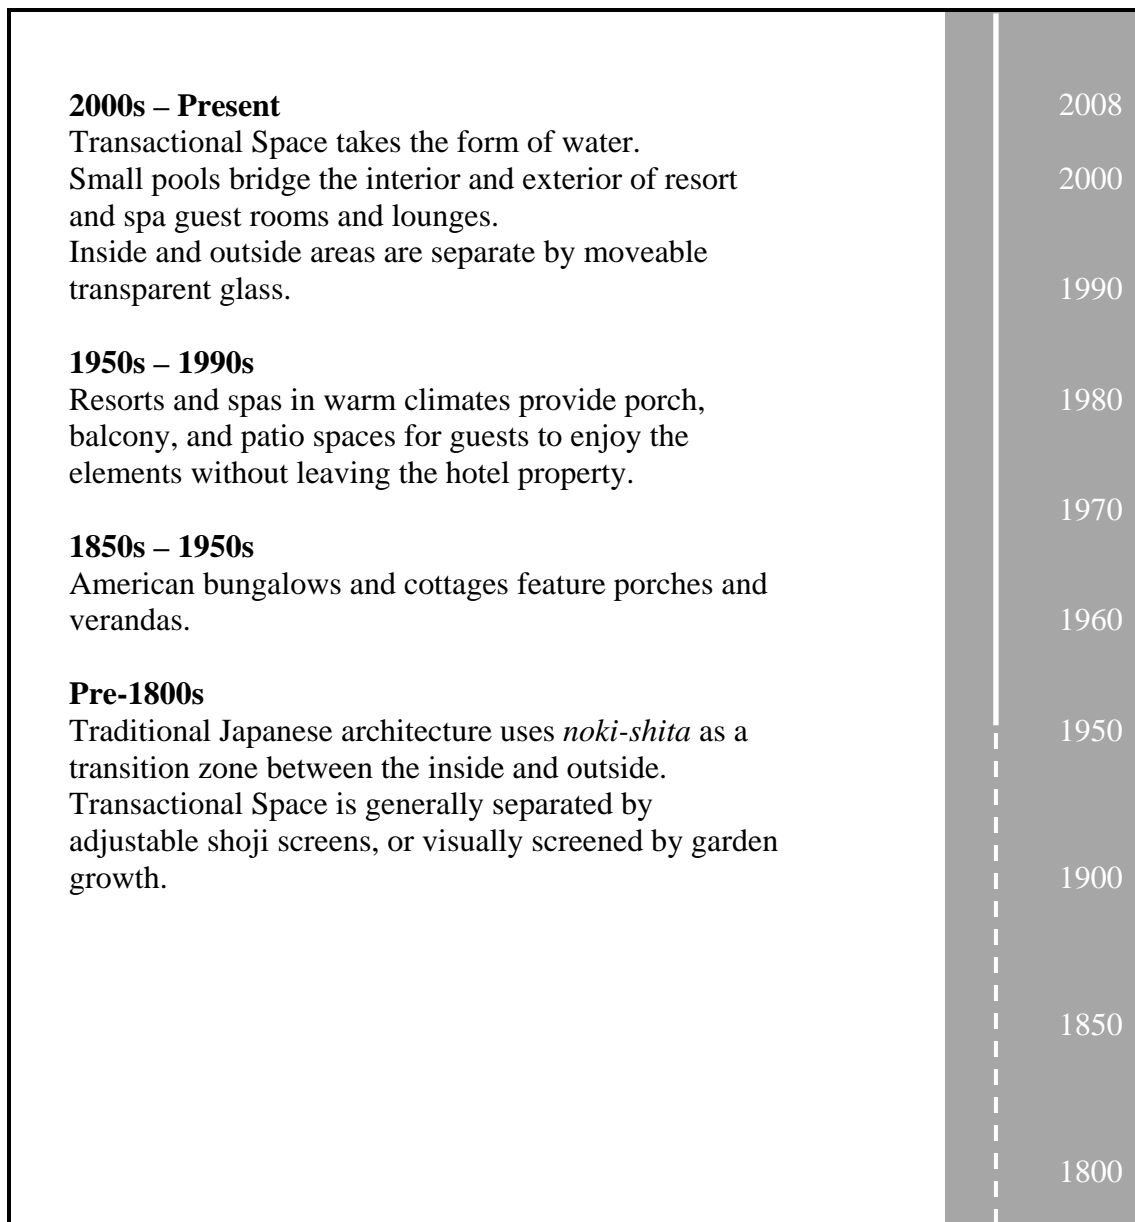 2000s – Present
Transactional Space takes the form of water.
Small pools bridge the interior and exterior of resort
and spa guest rooms and lounges.
Inside and outside areas are separate by moveable
transparent glass.
1950s – 1990s
Resorts and spas in warm climates provide porch,
balcony, and patio spaces for guests to enjoy the
elements without leaving the hotel property.
1850s – 1950s
American bungalows and cottages feature porches and
verandas.
Pre-1800s
Traditional Japanese architecture uses noki-shita as a
transition zone between the inside and outside.
Transactional Space is generally separated by
adjustable shoji screens, or visually screened by garden
growth.
2008
2000
1990
1980
1970
1960
1950
1900
1850
1800